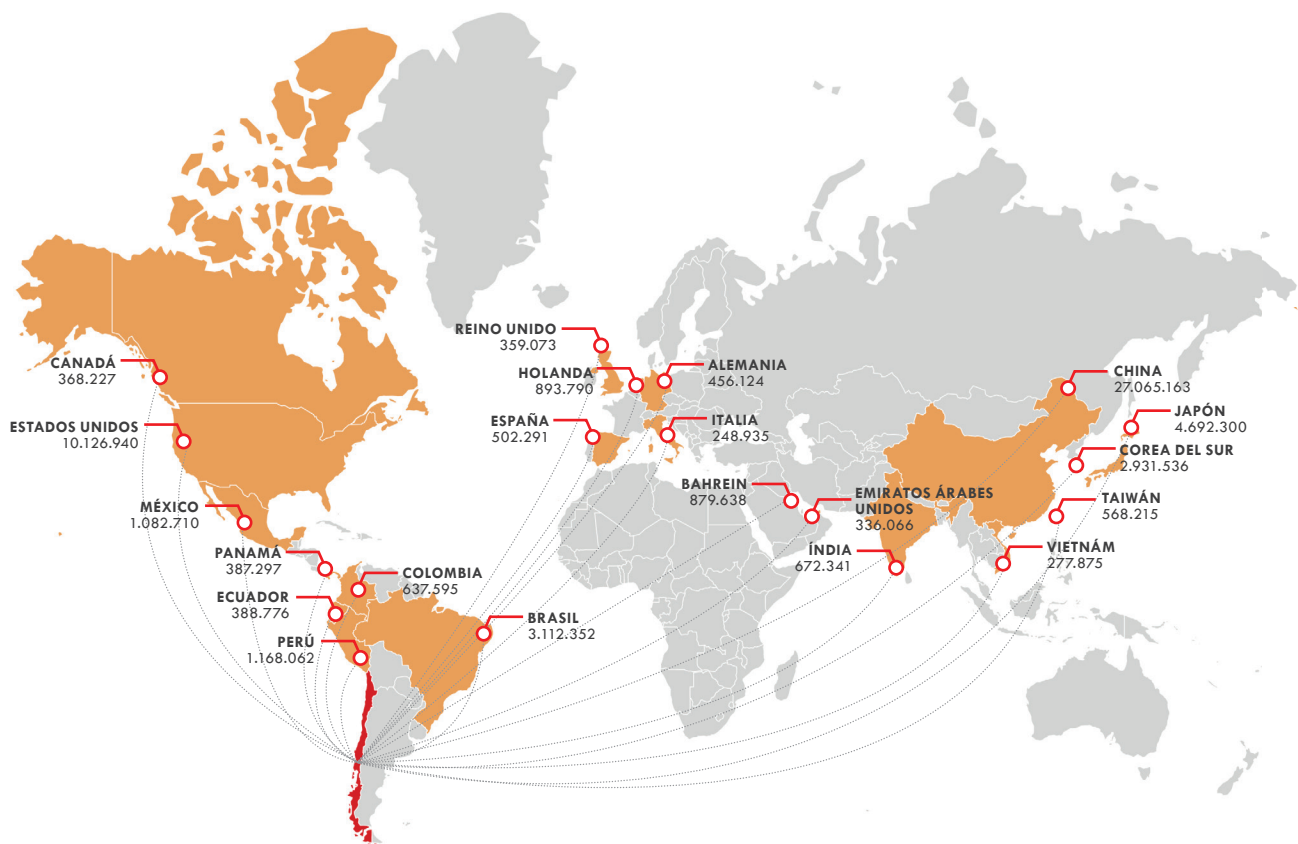 REINO UNIDO
359.073
CANADÁ
368.227
HOLANDA
893.790
ALEMANIA
456.124
CHINA
27.065.163
ESTADOS UNIDOS
10.126.940
ESPAÑA
502.291
ITALIA
248.935
JAPÓN
4.692.300
COREA DEL SUR
2.931.536
MÉXICO
1.082.710
BAHREIN
879.638
EMIRATOS ÁRABES
UNIDOS
336.066
TAIWÁN
568.215
PANAMÁ
387.297
COLOMBIA
637.595
ÍNDIA
672.341
VIETNÁM
277.875
ECUADOR
388.776
BRASIL
3.112.352
PERÚ
1.168.062